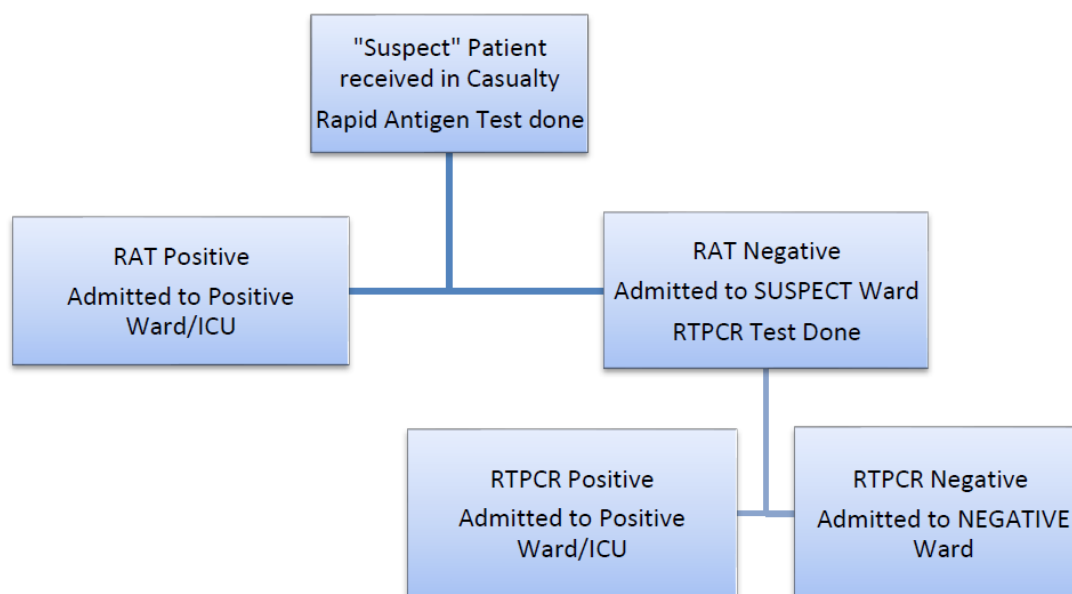 "Suspect" Patient
received in Casualty
Rapid Antigen Test done
RAT Positive
Admitted to Positive
Ward/ICU
RAT Negative
Admitted to SUSPECT Ward
RTPCR Test Done
RTPCR Positive
Admitted to Positive
Ward/ICU
RTPCR Negative
Admitted to NEGATIVE
Ward